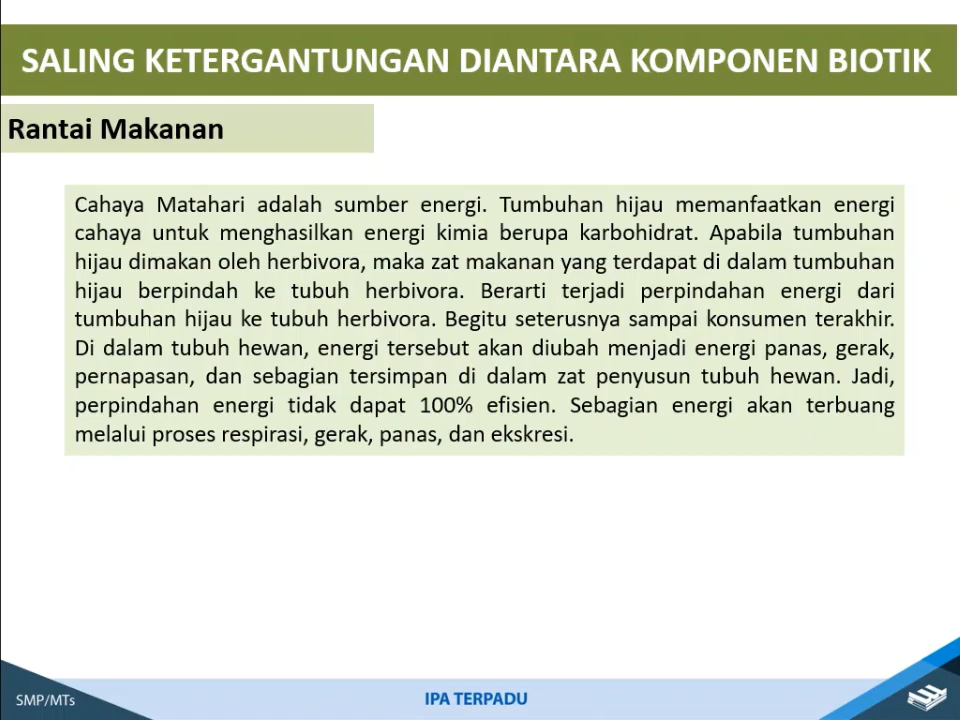 SALING KETERGANTUNGAN DIANTARA KOMPONEN BIOTIK
Rantai Makanan
Cahaya Matahari adalah sumber energi. Tumbuhan hijau memanfaatkan energi
cahaya untuk menghasilkan energi kimia berupa karbohidrat. Apabila tumbuhan
hijau dimakan oleh herbivora, maka zat makanan yang terdapat di dalam tumbuhan
hijau berpindah ke tubuh herbivora. Berarti terjadi perpindahan energi dari
tumbuhan hijau ke tubuh herbivora. Begitu seterusnya sampai konsumen terakhir.
Di dalam tubuh hewan, energi tersebut akan diubah menjadi energi panas, gerak,
pernapasan, dan sebagian tersimpan di dalam zat penyusun tubuh hewan. Jadi,
perpindahan energi tidak dapat 100% efisien. Sebagian energi akan terbuang
melalui proses respirasi, gerak, panas, dan ekskresi.
SMP/MTs
IPA TERPADU